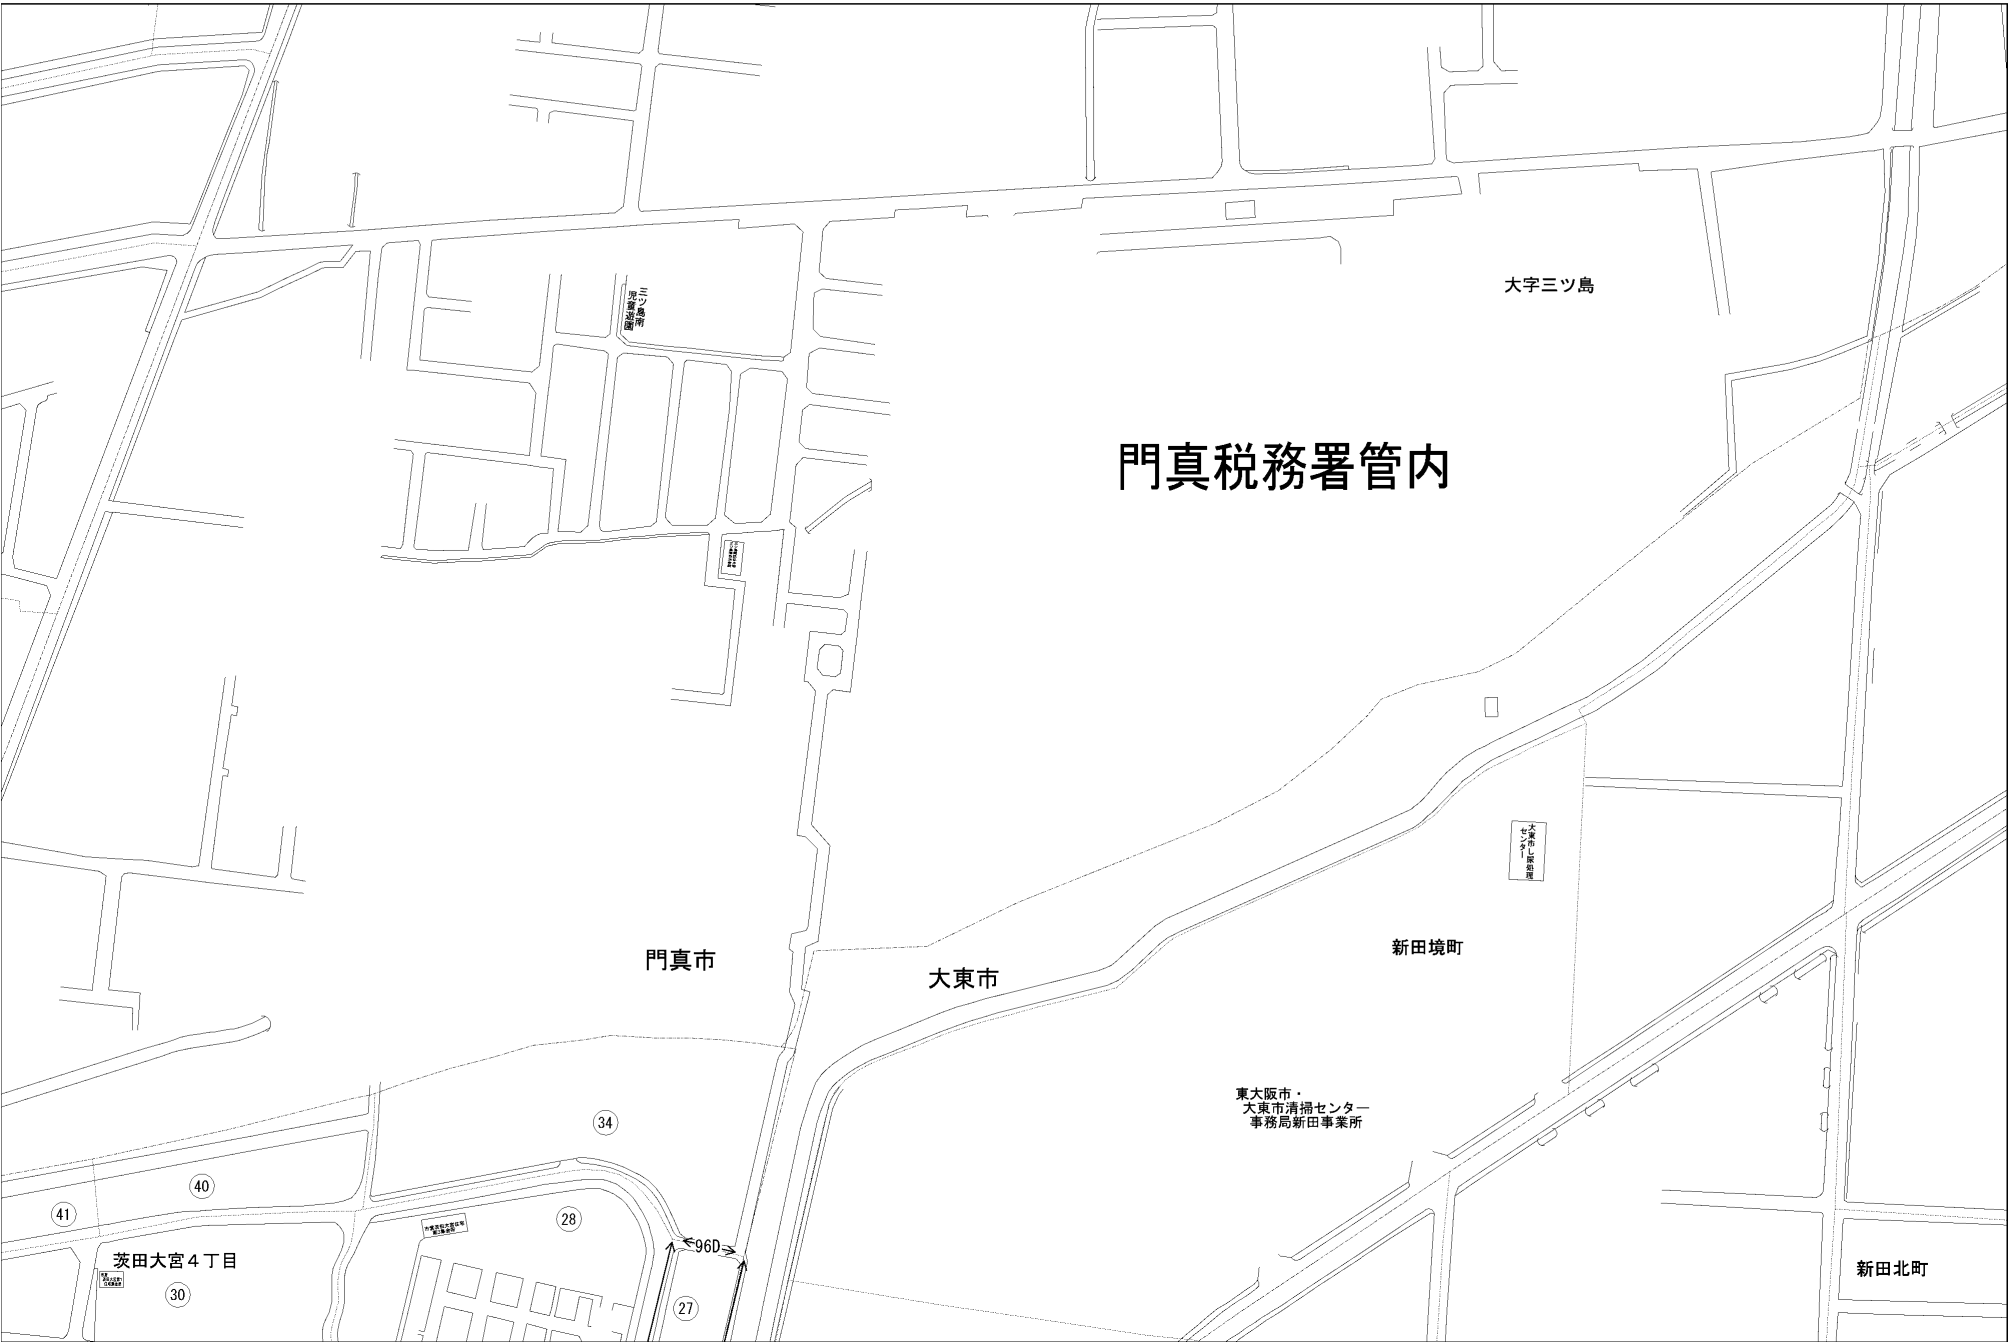 大字三ツ島
三ツ島南
児童遊園
門真税務署管内
大東市し尿処理
センター
門真市
大東市
新田境町
東大阪市・
大東市清掃センター
事務局新田事業所
34
40
41
28
96D
茨田大宮4丁目
30
27
新田北町